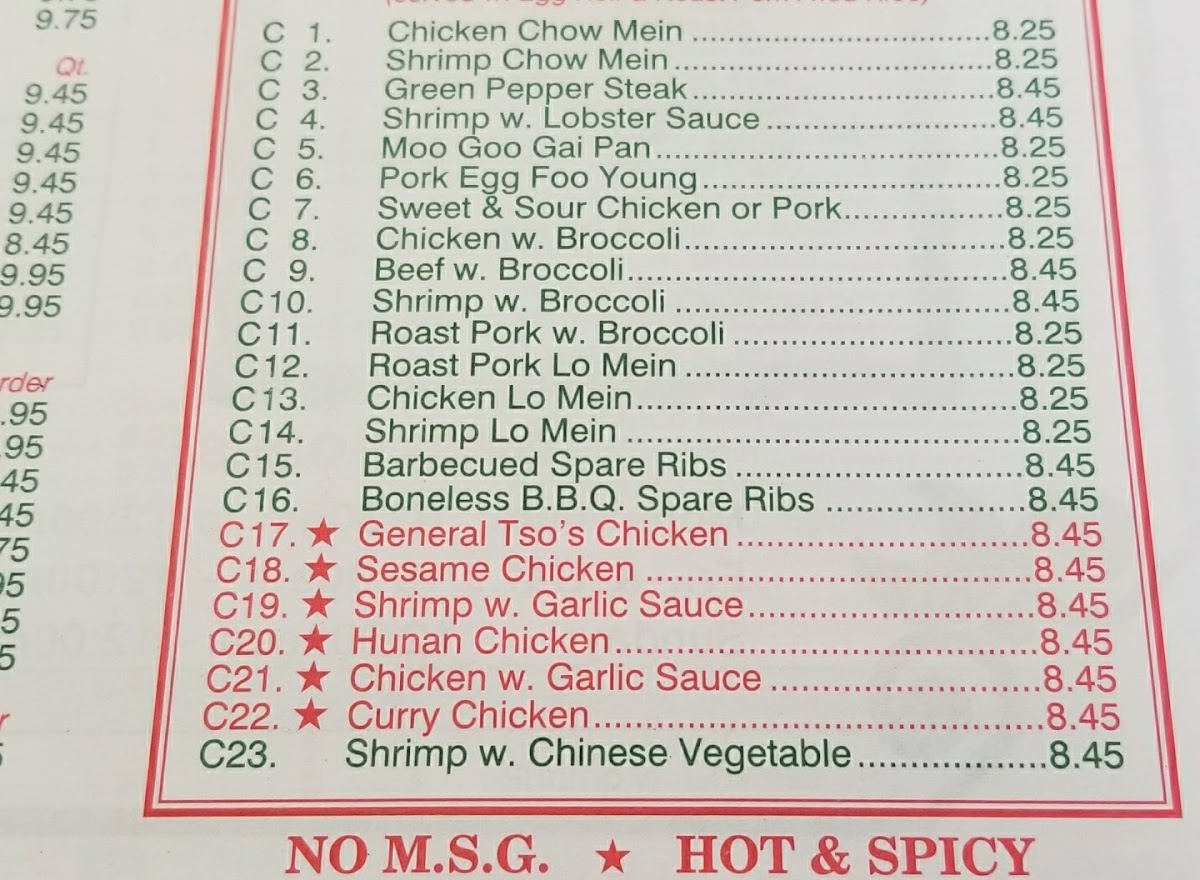 9.75
Qt.
9.45
9.45
9.45
9.45
9.45
8.45
9.95
9.95
C 1. Chicken Chow Mein ..................................8.25
C 2. Shrimp Chow Mein....................................8.25
C 3. Green Pepper Steak..................................8.45
C 4. Shrimp w. Lobster Sauce..........................8.45
C 5. Moo Goo Gai Pan.....................................8.25
C 6. Pork Egg Foo Young.................................8.25
C 7. Sweet & Sour Chicken or Pork.................8.25
C 8. Chicken w. Broccoli...................................8.25
C 9. Beef w. Broccoli.........................................8.45
C10. Shrimp w. Broccoli ....................................8.45
C11. Roast Pork w. Broccoli .............................8.25
C12. Roast Pork Lo Mein ..................................8.25
C13. Chicken Lo Mein.......................................8.25
C14. Shrimp Lo Mein ........................................8.25
C15. Barbecued Spare Ribs .............................8.45
C16. Boneless B.B.Q. Spare Ribs ....................8.45
C17. ★ General Tso's Chicken .............................8.45
C18. ★ Sesame Chicken .....................................8.45
C19. ★ Shrimp w. Garlic Sauce...........................8.45
C20. ★ Hunan Chicken.........................................8.45
C21. ★ Chicken w. Garlic Sauce ..........................8.45
C22. ★ Curry Chicken...........................................8.45
C23. Shrimp w. Chinese Vegetable..................8.45
NO M.S.G. ★ HOT & SPICY